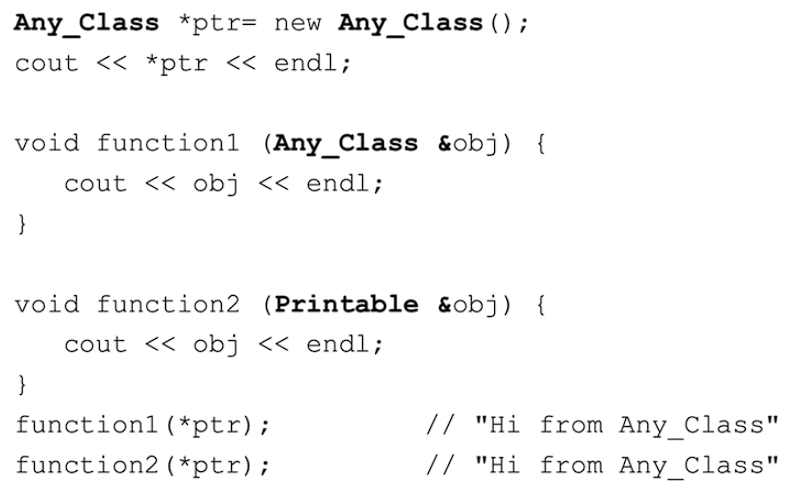 Any_Class *ptr= new Any_Class();
cout << *ptr << endl;
void function1 (Any_Class &obj) {
cout << obj << endl;
}
void function2 (Printable &obj) {
cout << obj << endl;
}
function1(*ptr); // "Hi from Any_Class"
function2(*ptr); // "Hi from Any_Class"